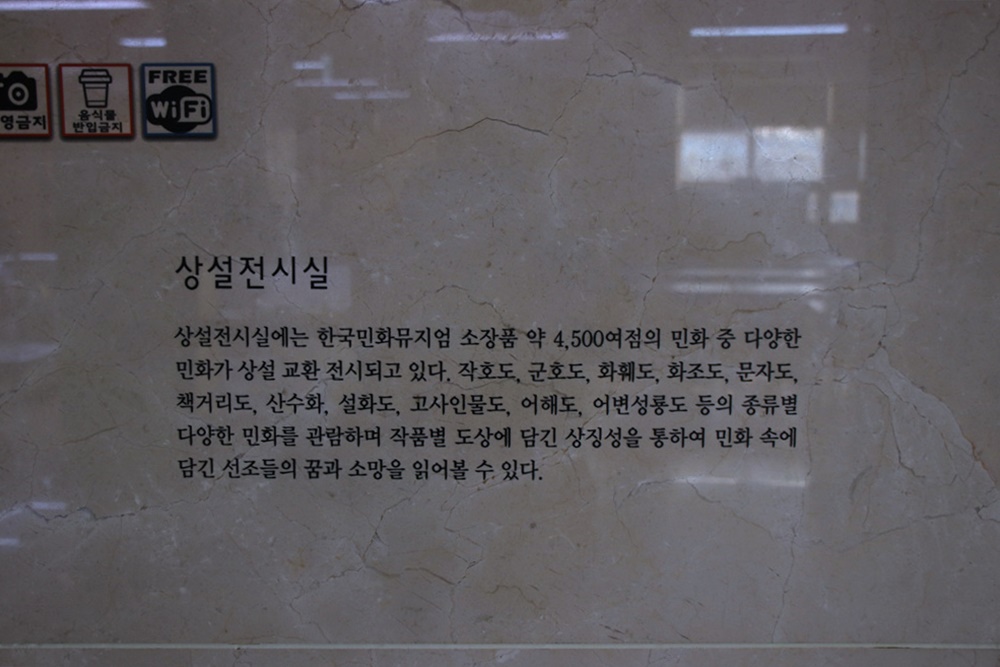 영금지
음식물
반입금지
FREE
WiFi
상설전시실
상설전시실에는 한국민화뮤지엄 소장품 약 4,500여점의 민화 중 다양한
민화가 상설 교환 전시되고 있다. 작호도, 군호도, 화훼도, 화조도, 문자도,
책거리도, 산수화, 설화도, 고사인물도, 어해도, 어변성룡도 등의 종류별
다양한 민화를 관람하며 작품별 도상에 담긴 상징성을 통하여 민화 속에
담긴 선조들의 꿈과 소망을 읽어볼 수 있다.